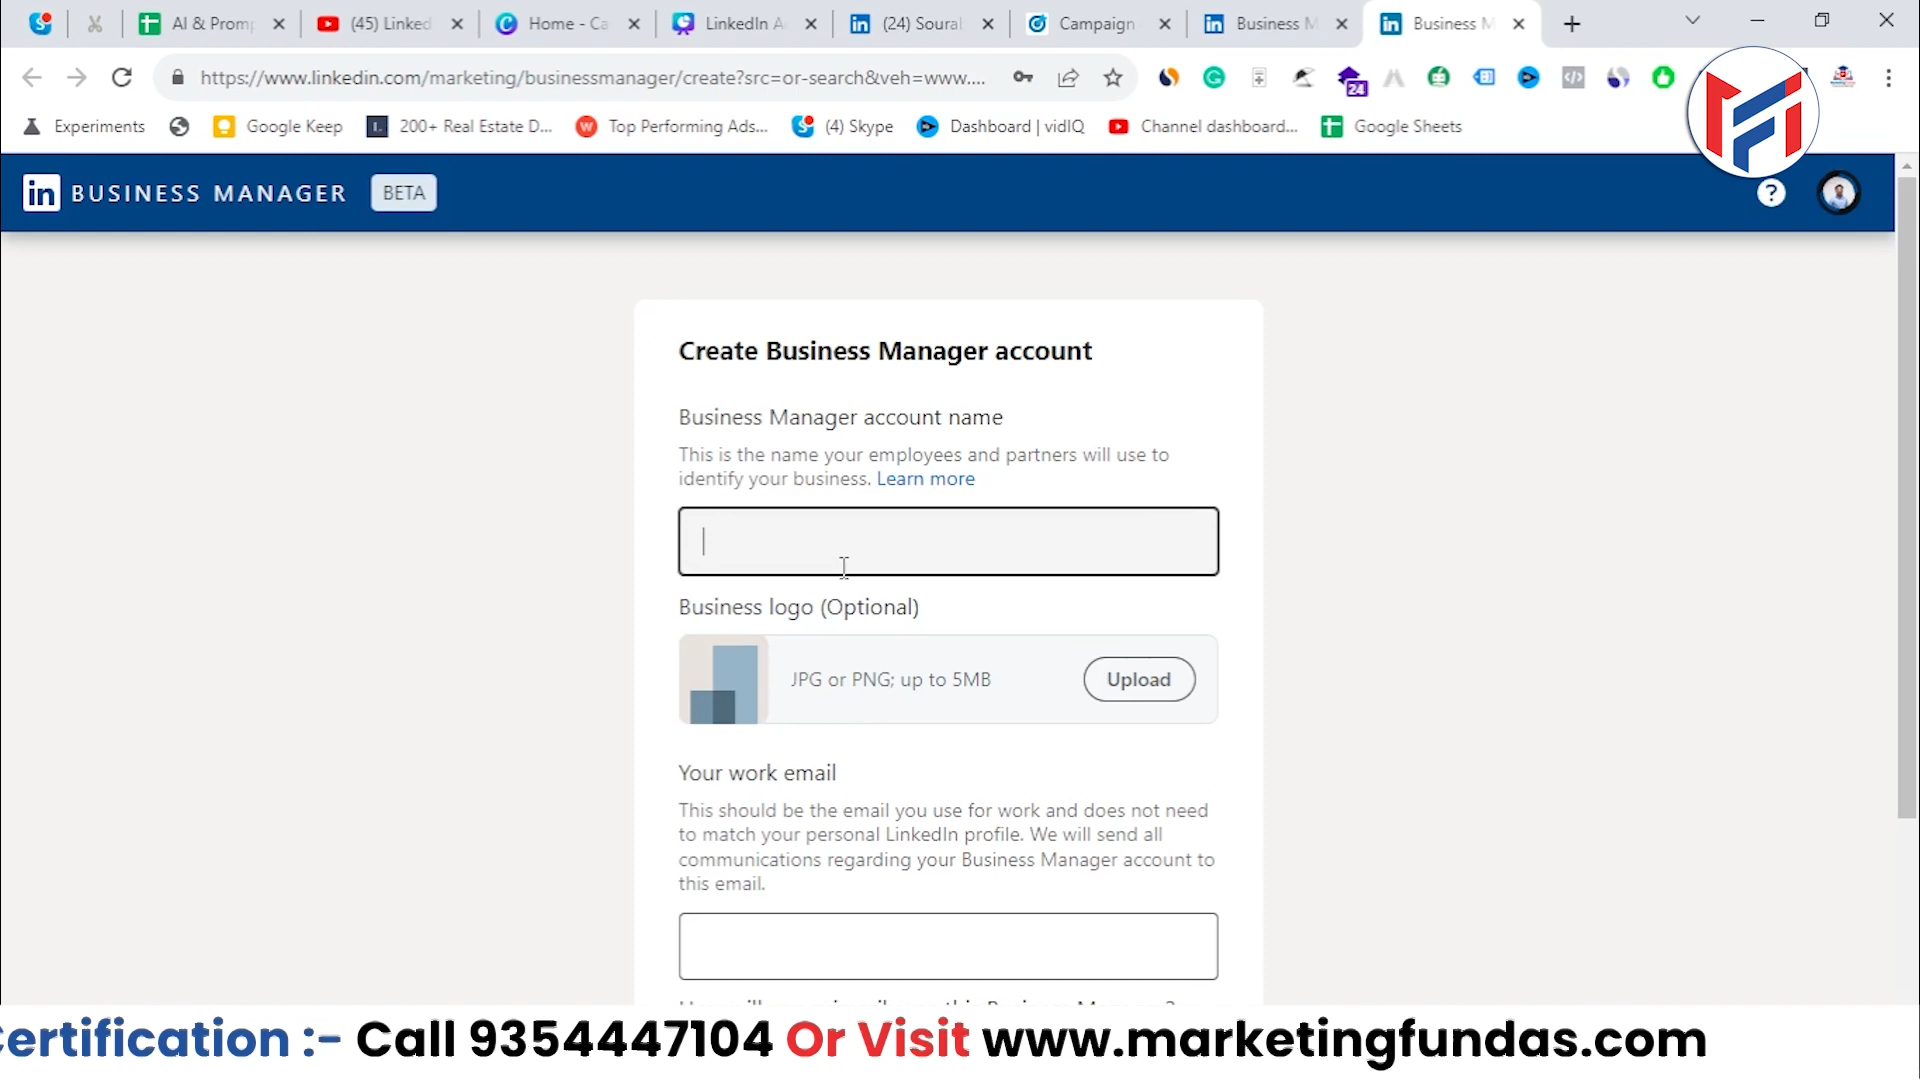 AI & Promp
(45) Linked
Home - Ca
LinkedIn A
(24) Soural
Campaign
Business M
Business M
https://www.linkedin.com/marketing/businessmanager/create?src=or-search&veh=www....
24
Experiments
Google Keep
200+ Real Estate D...
Top Performing Ads...
(4) Skype
Dashboard | vidIQ
Channel dashboard...
Google Sheets
in BUSINESS MANAGER BETA
Create Business Manager account
Business Manager account name
This is the name your employees and partners will use to
identify your business. Learn more
Business logo (Optional)
JPG or PNG; up to 5MB
Upload
Your work email
This should be the email you use for work and does not need
to match your personal LinkedIn profile. We will send all
communications regarding your Business Manager account to
this email.
Certification :- Call 9354447104 Or Visit www.marketingfundas.com